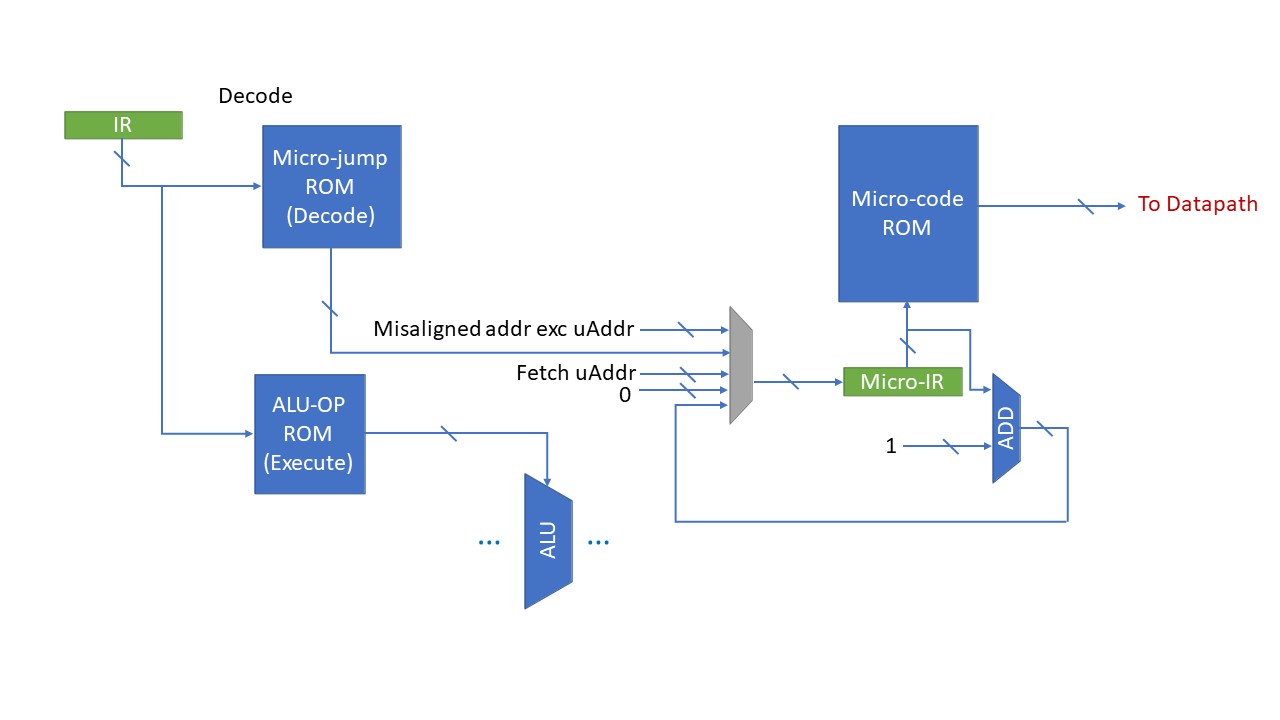 Decode
IR
Micro-jump
ROM
(Decode)
Micro-code
ROM
To Datapath
Misaligned addr exc uAddr
Fetch uAddr
0
Micro-IR
ALU-OP
ROM
(Execute)
1
ADD
...
ALU
...